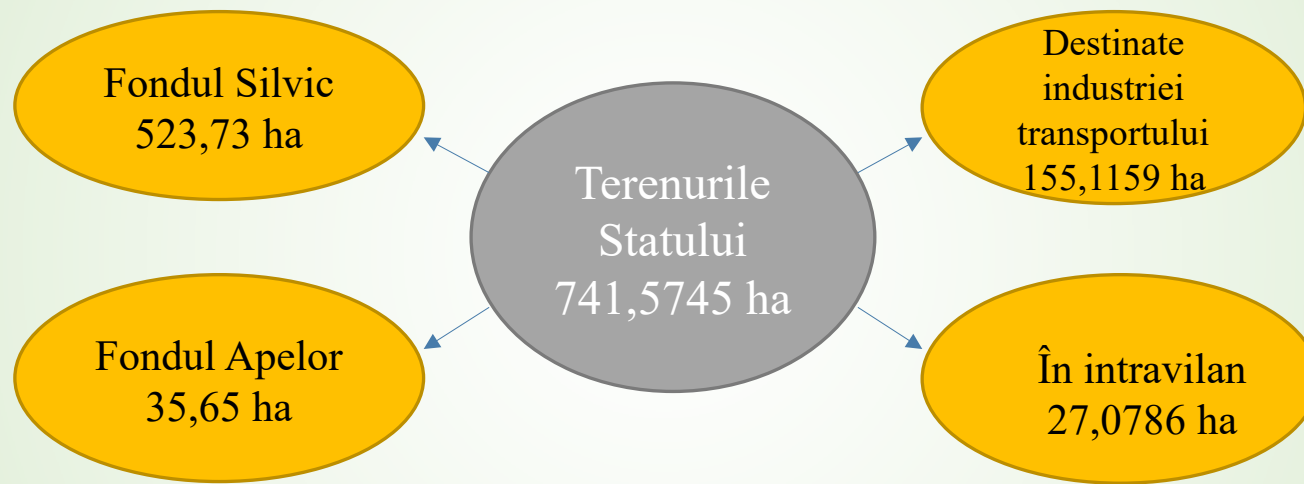 Fondul Silvic
523,73 ha
Destinate
industriei
transportului
155,1159 ha
Terenurile
Statului
741,5745 ha
Fondul Apelor
35,65 ha
În intravilan
27,0786 ha